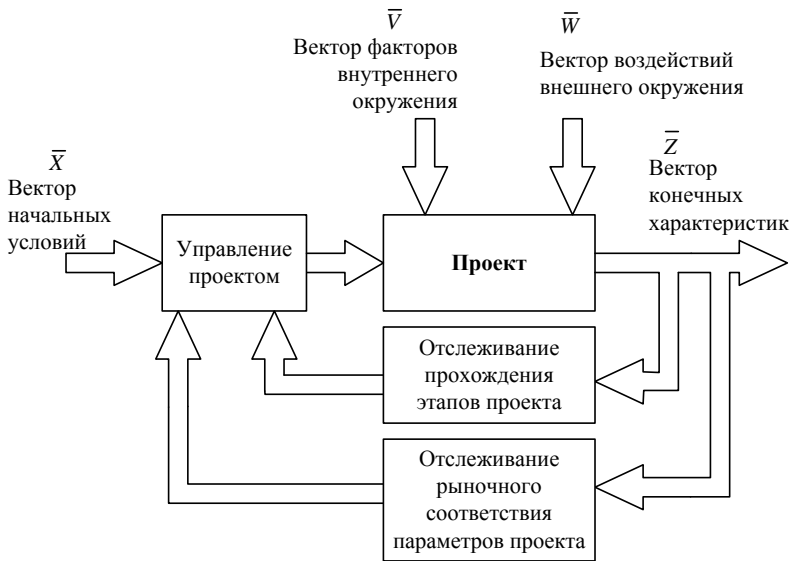 V̅
Вектор факторов
внутреннего
окружения
W̅
Вектор воздействий
внешнего окружения
X̅
Вектор
начальных
условий
Z̅
Вектор
конечных
характеристик
Управление
проектом
Проект
Отслеживание
прохождения
этапов проекта
Отслеживание
рыночного
соответствия
параметров проекта